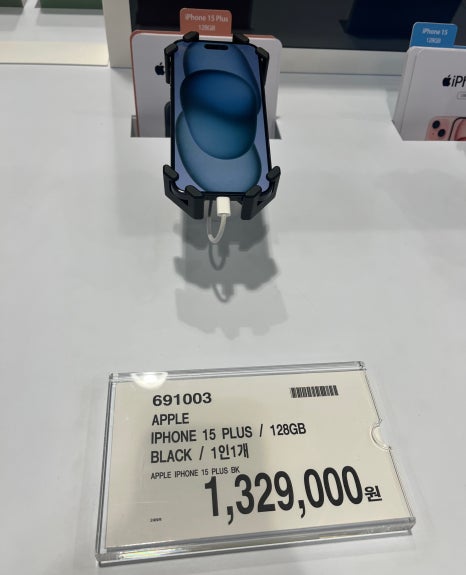 iPhone 15 Plus
128GB
iPhone 15
128GB
iPh
691003
APPLE
IPHONE 15 PLUS / 128GB
BLACK / 1인1개
APPLE IPHONE 15 PLUS BK
1,329,000원